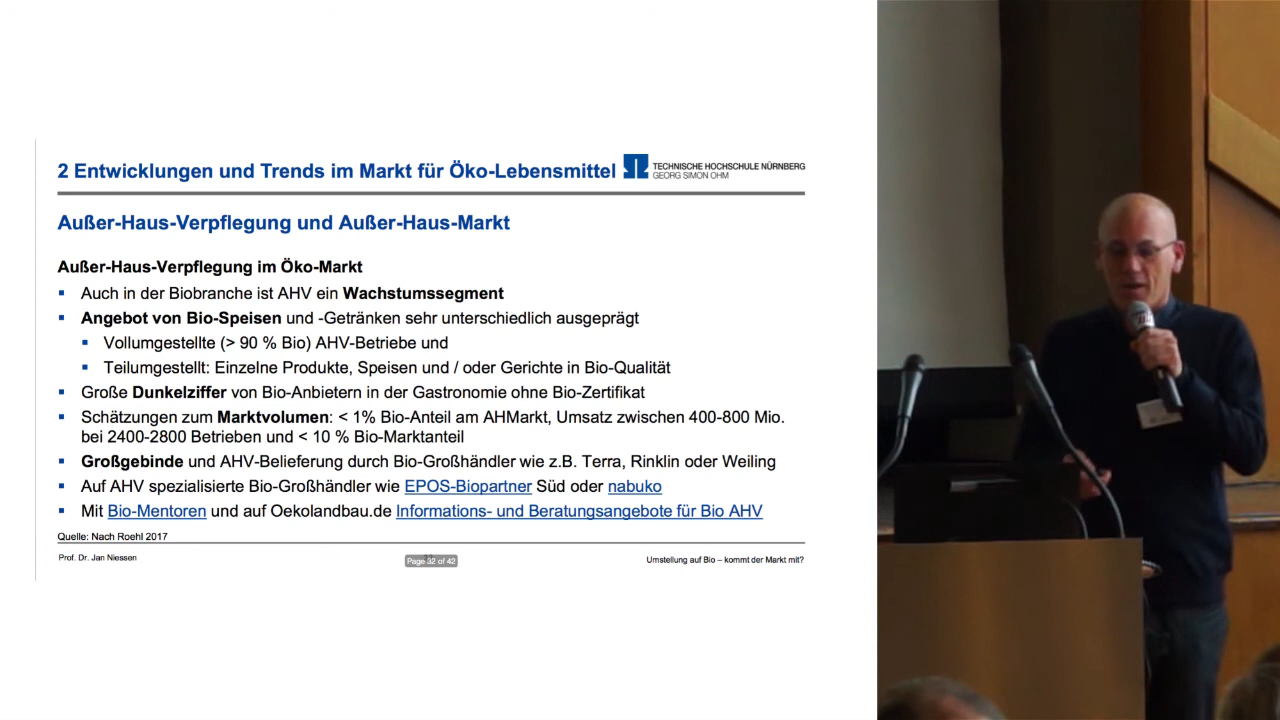 2 Entwicklungen und Trends im Markt für Öko-Lebensmittel
TECHNISCHE HOCHSCHULE NÜRNBERG
GEORG SIMON OHM
Außer-Haus-Verpflegung und Außer-Haus-Markt
Außer-Haus-Verpflegung im Öko-Markt
Auch in der Biobranche ist AHV ein Wachstumssegment
Angebot von Bio-Speisen und -Getränken sehr unterschiedlich ausgeprägt
Vollumgestellte (> 90 % Bio) AHV-Betriebe und
Teilumgestellt: Einzelne Produkte, Speisen und / oder Gerichte in Bio-Qualität
Große Dunkelziffer von Bio-Anbietern in der Gastronomie ohne Bio-Zertifikat
Schätzungen zum Marktvolumen: < 1% Bio-Anteil am AHMarkt, Umsatz zwischen 400-800 Mio.
bei 2400-2800 Betrieben und < 10 % Bio-Marktanteil
Großgebinde und AHV-Belieferung durch Bio-Großhändler wie z.B. Terra, Rinklin oder Weiling
Auf AHV spezialisierte Bio-Großhändler wie EPOS-Biopartner Süd oder nabuko
Mit Bio-Mentoren und auf Oekolandbau.de Informations- und Beratungsangebote für Bio AHV
Quelle: Nach Roehl 2017
Prof. Dr. Jan Niessen
Page 32 of 42
Umstellung auf Bio – kommt der Markt mit?